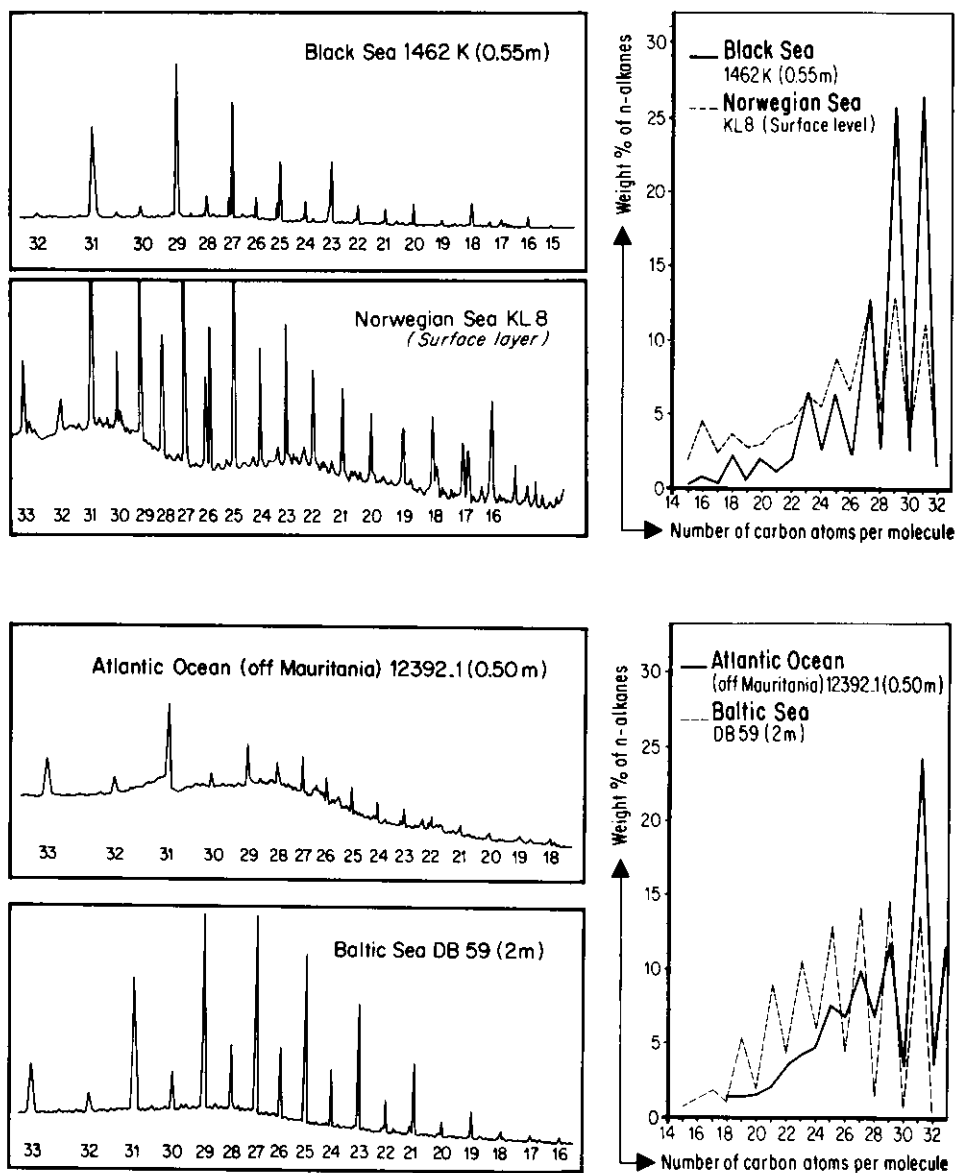 Black Sea 1462 K (0.55m)
32 31 30 29 28 27 26 25 24 23 22 21 20 19 18 17 16 15
Norwegian Sea KL 8
(Surface layer)
33 32 31 30 29 28 27 26 25 24 23 22 21 20 19 18 17 16
Weight % of n-alkanes
30
25
20
15
10
5
0
Black Sea
1462 K (0.55m)
Norwegian Sea
KL 8 (Surface level)
14 16 18 20 22 24 26 28 30 32
Number of carbon atoms per molecule
Atlantic Ocean (off Mauritania) 12392.1 (0.50 m)
33 32 31 30 29 28 27 26 25 24 23 22 21 20 19 18
Baltic Sea DB 59 (2m)
33 32 31 30 29 28 27 26 25 24 23 22 21 20 19 18 17 16
Weight % of n-alkanes
30
25
20
15
10
5
0
Atlantic Ocean
(off Mauritania) 12392.1 (0.50 m)
Baltic Sea
DB 59 (2m)
14 16 18 20 22 24 26 28 30 32
Number of carbon atoms per molecule